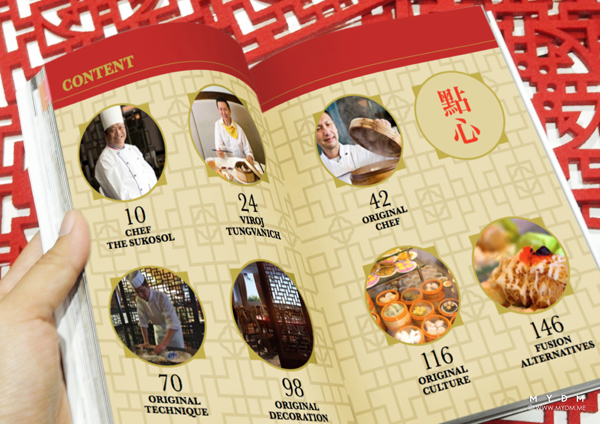 CONTENT
10
CHEF
THE SUKOSOL
24
VIROJ
TUNGVANICH
42
ORIGINAL
CHEF
點
心
70
ORIGINAL
TECHNIQUE
98
ORIGINAL
DECORATION
116
ORIGINAL
CULTURE
146
FUSION
ALTERNATIVES
MYDM
© WWW.MYDM.ME